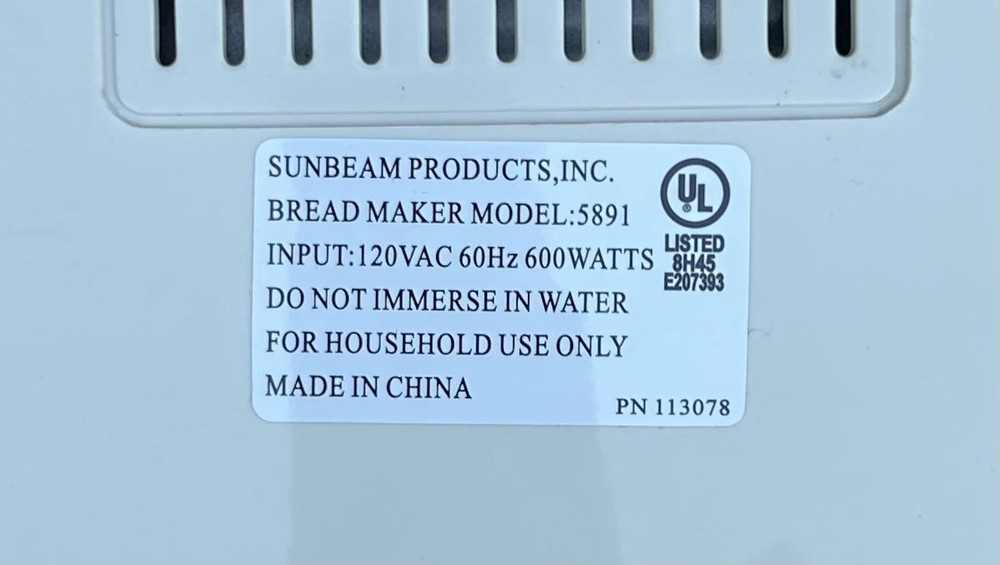 SUNBEAM PRODUCTS,INC.
BREAD MAKER MODEL:5891
INPUT:120VAC 60Hz 600WATTS
DO NOT IMMERSE IN WATER
FOR HOUSEHOLD USE ONLY
MADE IN CHINA
UL ®
LISTED
8H45
E207393
PN 113078